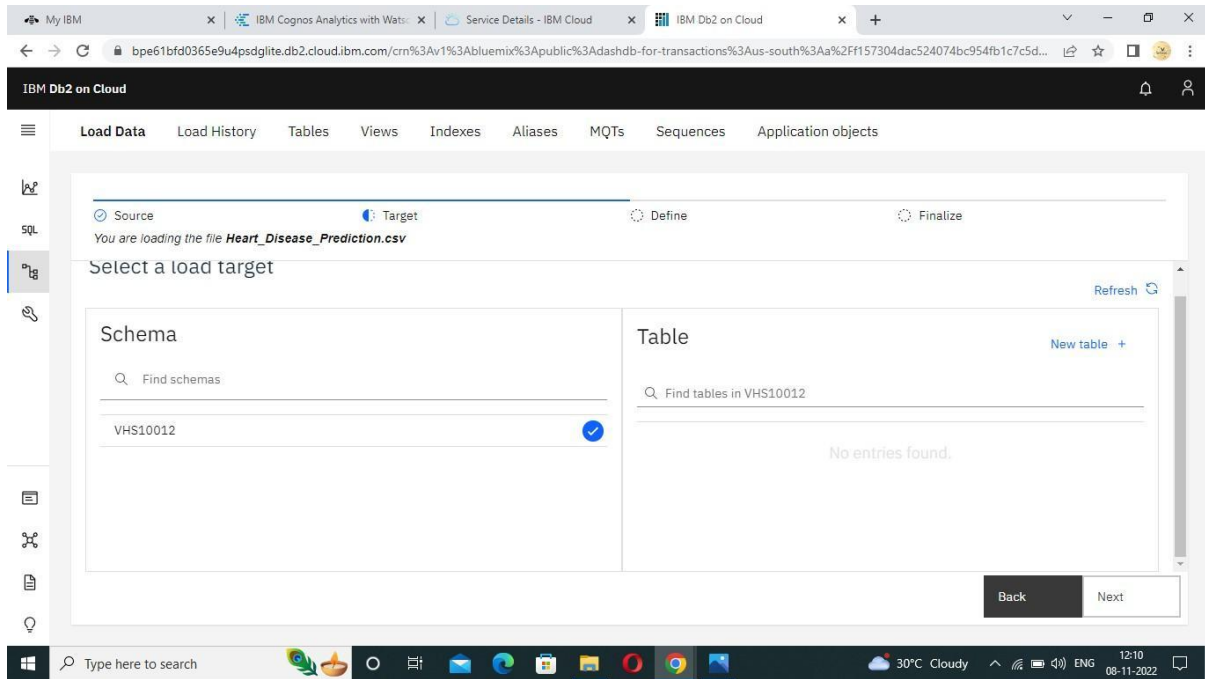 My IBM
IBM Cognos Analytics with Watso
Service Details - IBM Cloud
IBM Db2 on Cloud
bpe61bfd0365e9u4psdglite.db2.cloud.ibm.com/crn%3Av1%3Abluemix%3Apublic%3Adashdb-for-transactions%3Aus-south%3Aa%2Ff157304dac524074bc954fb1c7c5d...
IBM Db2 on Cloud
Load Data Load History Tables Views Indexes Aliases MQTs Sequences Application objects
Source Target Define Finalize
SQL
You are loading the file Heart_Disease_Prediction.csv
Select a load target
Refresh
Schema
Table
New table +
Find schemas
Find tables in VHS10012
VHS10012
No entries found.
Back Next
Type here to search
30°C Cloudy
ENG
12:10
08-11-2022